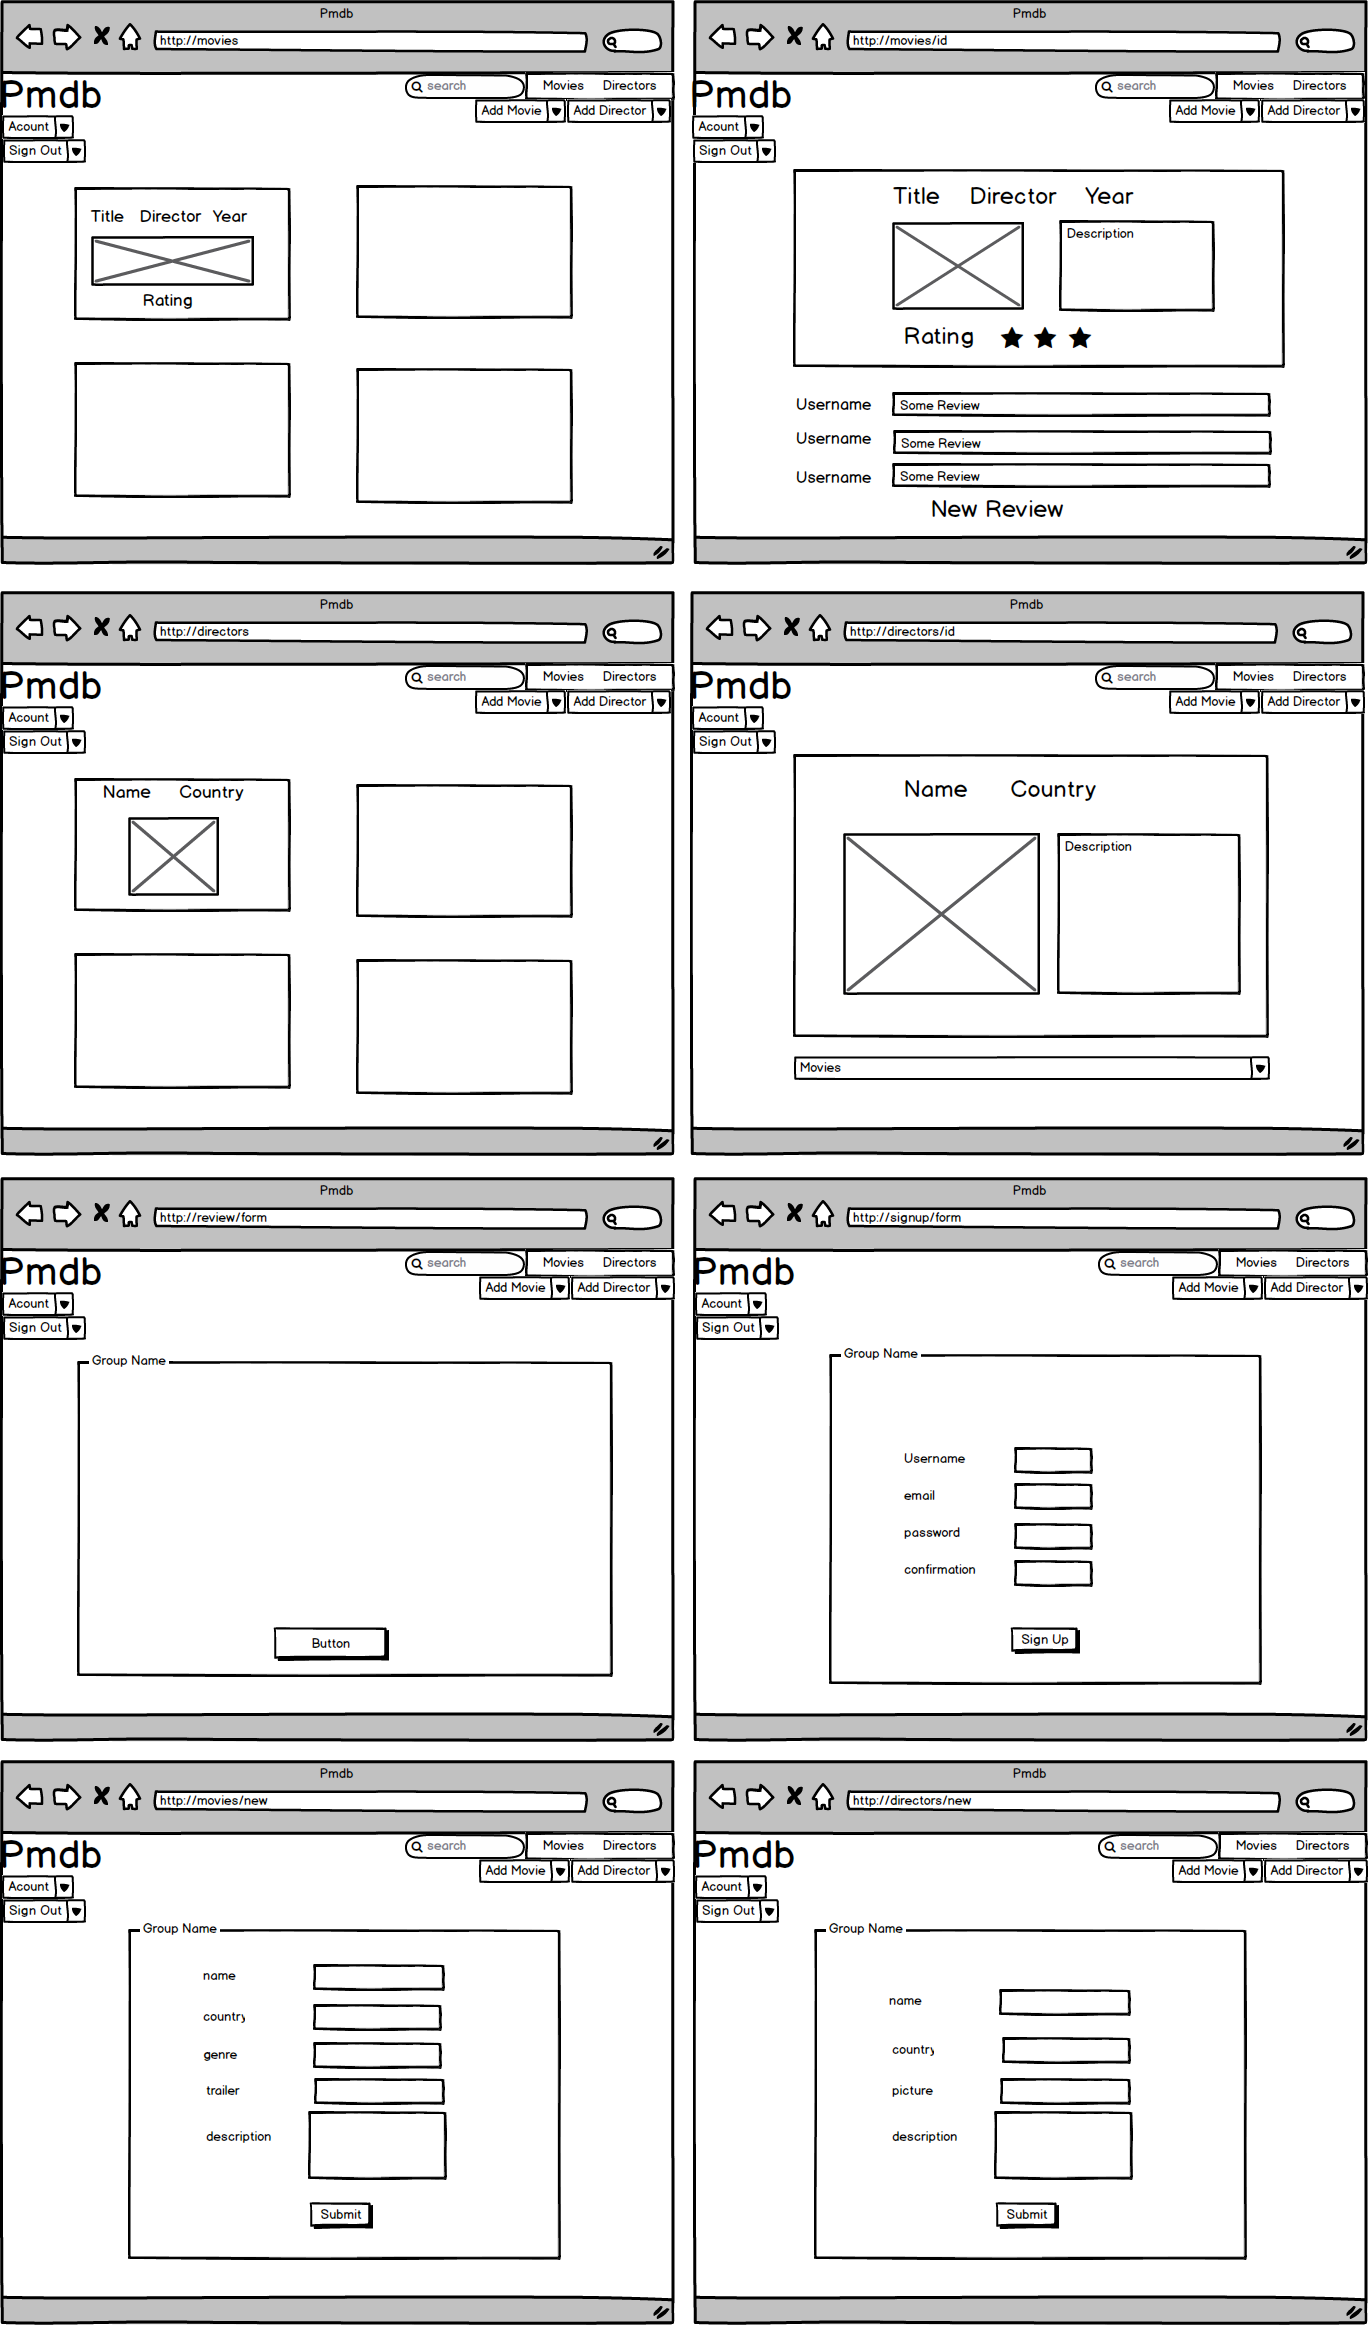 Pmdb
http://movies
Pmdb
search
Movies Directors
Add Movie Add Director
Acount
Sign Out
Title Director Year
Rating
Pmdb
http://movies/id
Pmdb
search
Movies Directors
Add Movie Add Director
Acount
Sign Out
Title Director Year
Description
Rating
Username Some Review
Username Some Review
Username Some Review
New Review
Pmdb
http://directors
Pmdb
search
Movies Directors
Add Movie Add Director
Acount
Sign Out
Name Country
Pmdb
http://directors/id
Pmdb
search
Movies Directors
Add Movie Add Director
Acount
Sign Out
Name Country
Description
Movies
Pmdb
http://review/form
Pmdb
search
Movies Directors
Add Movie Add Director
Acount
Sign Out
Group Name
Button
Pmdb
http://signup/form
Pmdb
search
Movies Directors
Add Movie Add Director
Acount
Sign Out
Group Name
Username
email
password
confirmation
Sign Up
Pmdb
http://movies/new
Pmdb
search
Movies Directors
Add Movie Add Director
Acount
Sign Out
Group Name
name
country
genre
trailer
description
Submit
Pmdb
http://directors/new
Pmdb
search
Movies Directors
Add Movie Add Director
Acount
Sign Out
Group Name
name
country
picture
description
Submit